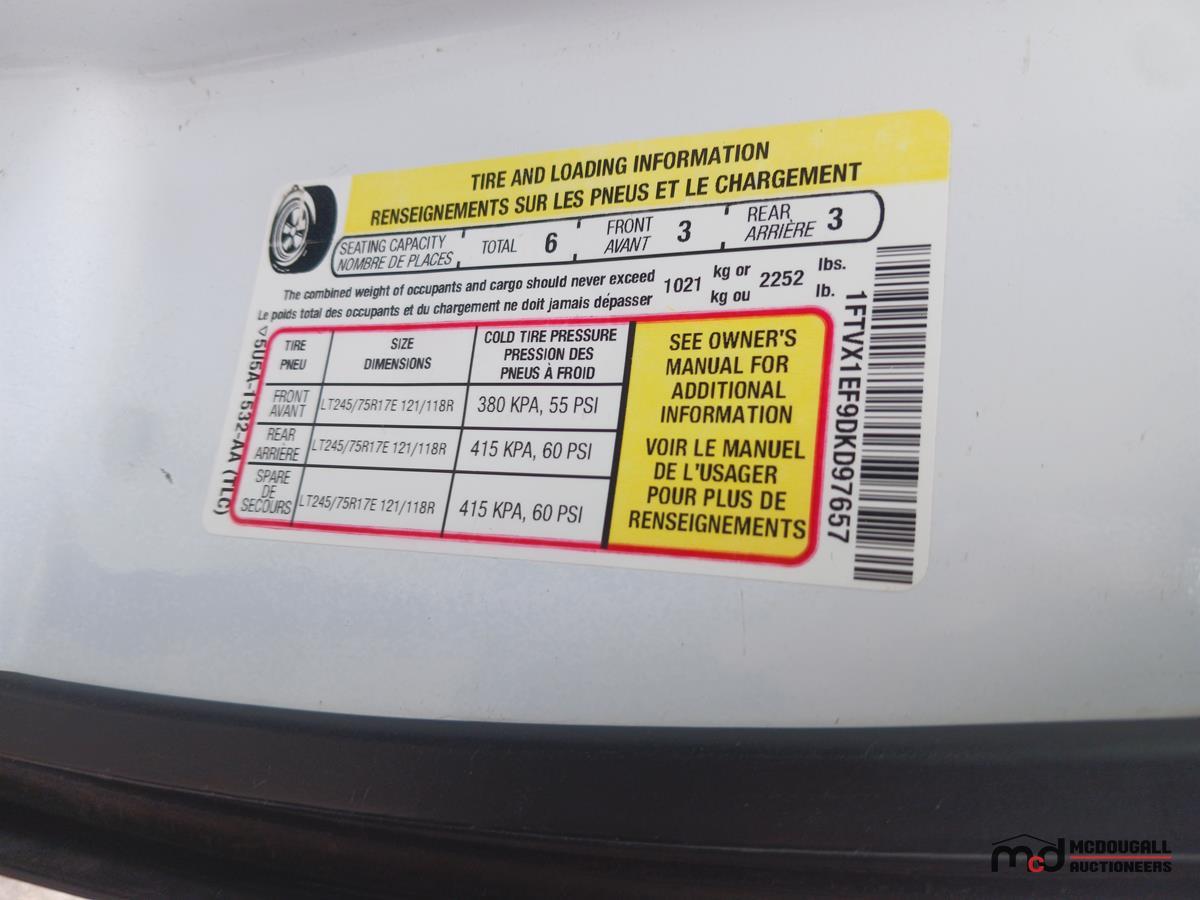 TIRE AND LOADING INFORMATION
RENSEIGNEMENTS SUR LES PNEUS ET LE CHARGEMENT
SEATING CAPACITY
NOMBRE DE PLACES
TOTAL 6
FRONT
AVANT
3
REAR
ARRIÈRE
3
The combined weight of occupants and cargo should never exceed 1021 kg or 2252 lbs.
Le poids total des occupants et du chargement ne doit jamais dépasser kg ou lb.
TIRE
PNEU
SIZE
DIMENSIONS
COLD TIRE PRESSURE
PRESSION DES
PNEUS À FROID
FRONT
AVANT
LT245/75R17E 121/118R
380 KPA, 55 PSI
REAR
ARRIÈRE
LT245/75R17E 121/118R
415 KPA, 60 PSI
SPARE
DE
SECOURS
LT245/75R17E 121/118R
415 KPA, 60 PSI
SEE OWNER'S
MANUAL FOR
ADDITIONAL
INFORMATION
VOIR LE MANUEL
DE L'USAGER
POUR PLUS DE
RENSEIGNEMENTS
5U5A-1532-AA (TLC)
1FTVX1EF9DKD97657
mcd
MCDOUGALL
AUCTIONEERS